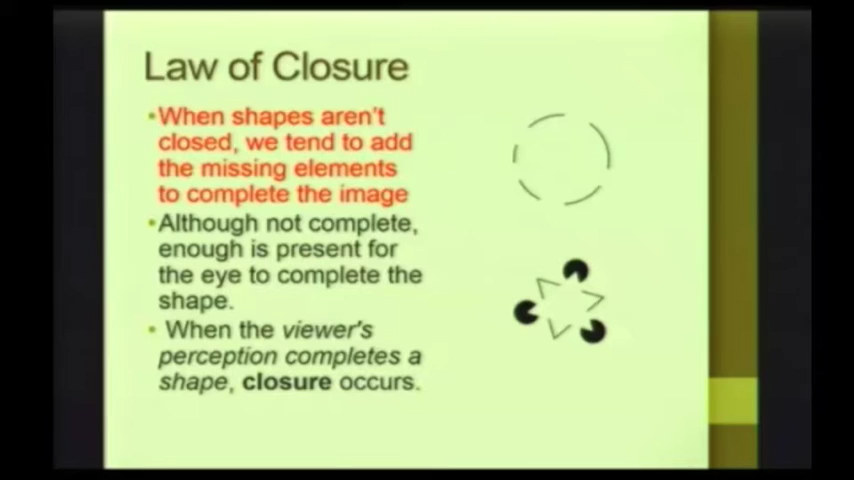 Law of Closure
•When shapes aren't
closed, we tend to add
the missing elements
to complete the image
•Although not complete,
enough is present for
the eye to complete the
shape.
• When the viewer's
perception completes a
shape, closure occurs.